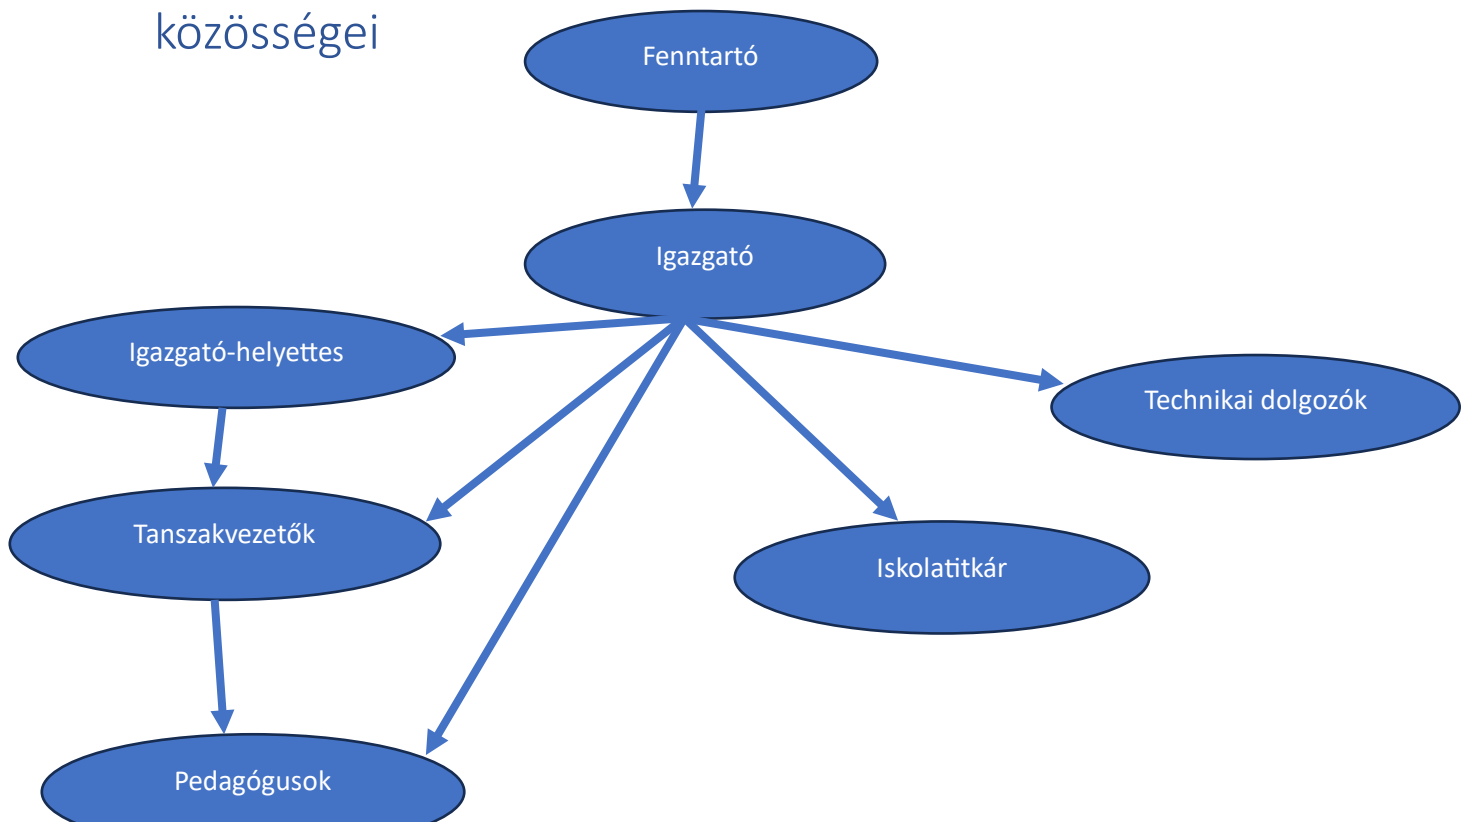 közösségei
Fenntartó
Igazgató
Igazgató-helyettes
Technikai dolgozók
Tanszakvezetők
Iskolatitkár
Pedagógusok